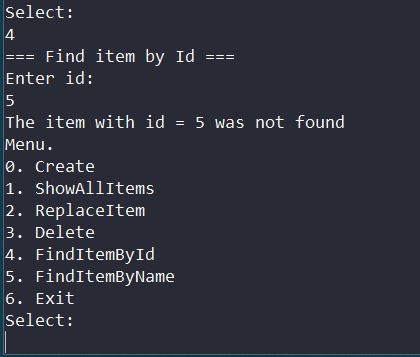 Select:
4
=== Find item by Id ===
Enter id:
5
The item with id = 5 was not found
Menu.
0. Create
1. ShowAllItems
2. ReplaceItem
3. Delete
4. FindItemById
5. FindItemByName
6. Exit
Select: